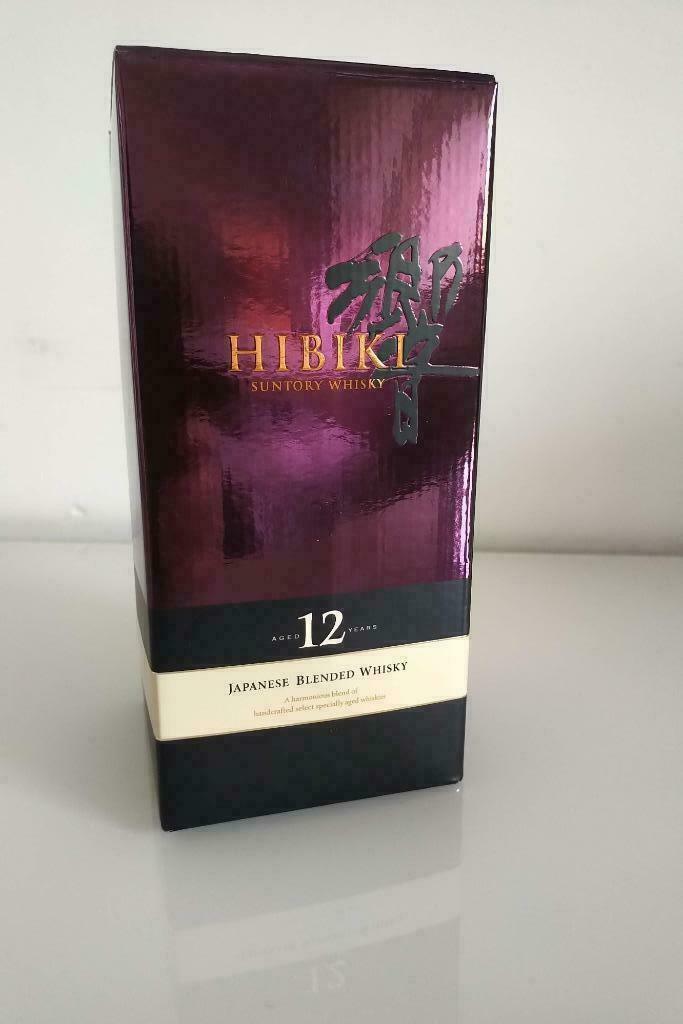 響
HIBIKI
SUNTORY WHISKY
AGED 12 YEARS
JAPANESE BLENDED WHISKY
A harmonious blend of
handcrafted select specially aged whiskies